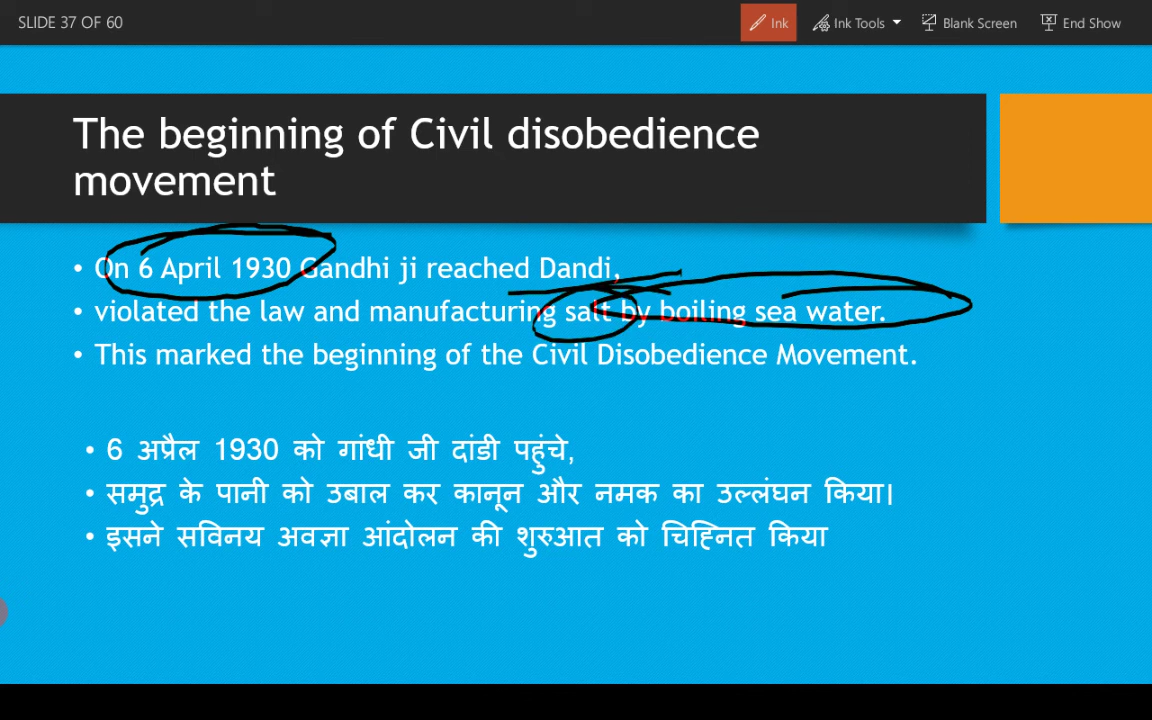 SLIDE 37 OF 60
Ink
Ink Tools
Blank Screen
End Show
The beginning of Civil disobedience
movement
• On 6 April 1930 Gandhi ji reached Dandi,
• violated the law and manufacturing salt by boiling sea water.
• This marked the beginning of the Civil Disobedience Movement.
• 6 अप्रैल 1930 को गांधी जी दांडी पहुंचे,
• समुद्र के पानी को उबाल कर कानून और नमक का उल्लंघन किया।
• इसने सविनय अवज्ञा आंदोलन की शुरुआत को चिह्नित किया